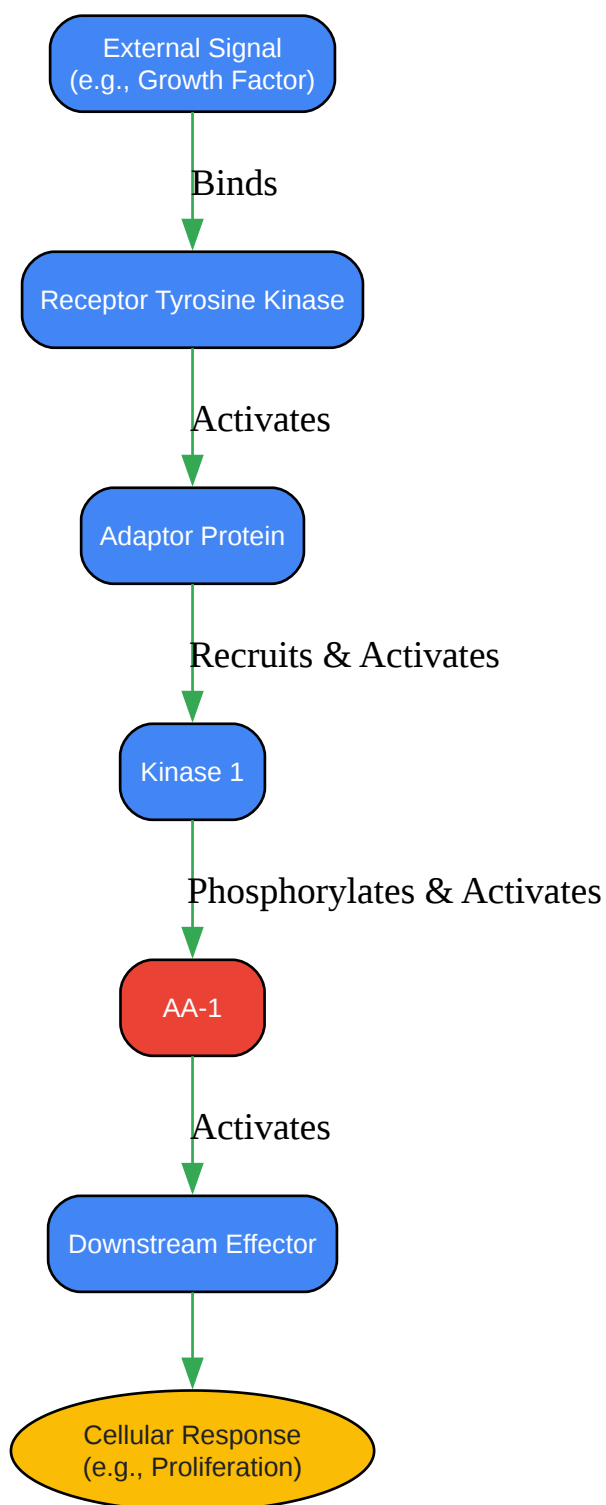 External Signal
(e.g., Growth Factor)
Binds
Receptor Tyrosine Kinase
Activates
Adaptor Protein
Recruits & Activates
Kinase 1
Phosphorylates & Activates
AA-1
Activates
Downstream Effector
Cellular Response
(e.g., Proliferation)